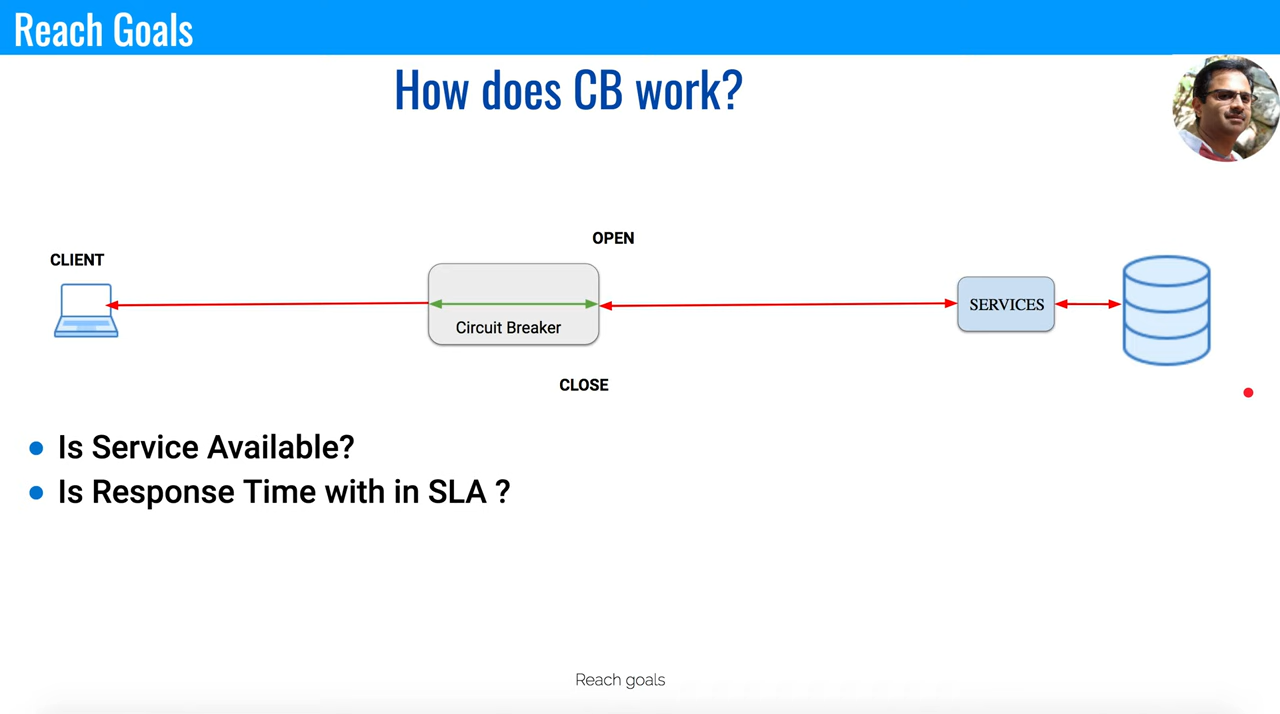 Reach Goals
How does CB work?
OPEN
CLIENT
SERVICES
Circuit Breaker
CLOSE
Is Service Available?
Is Response Time with in SLA ?
Reach goals